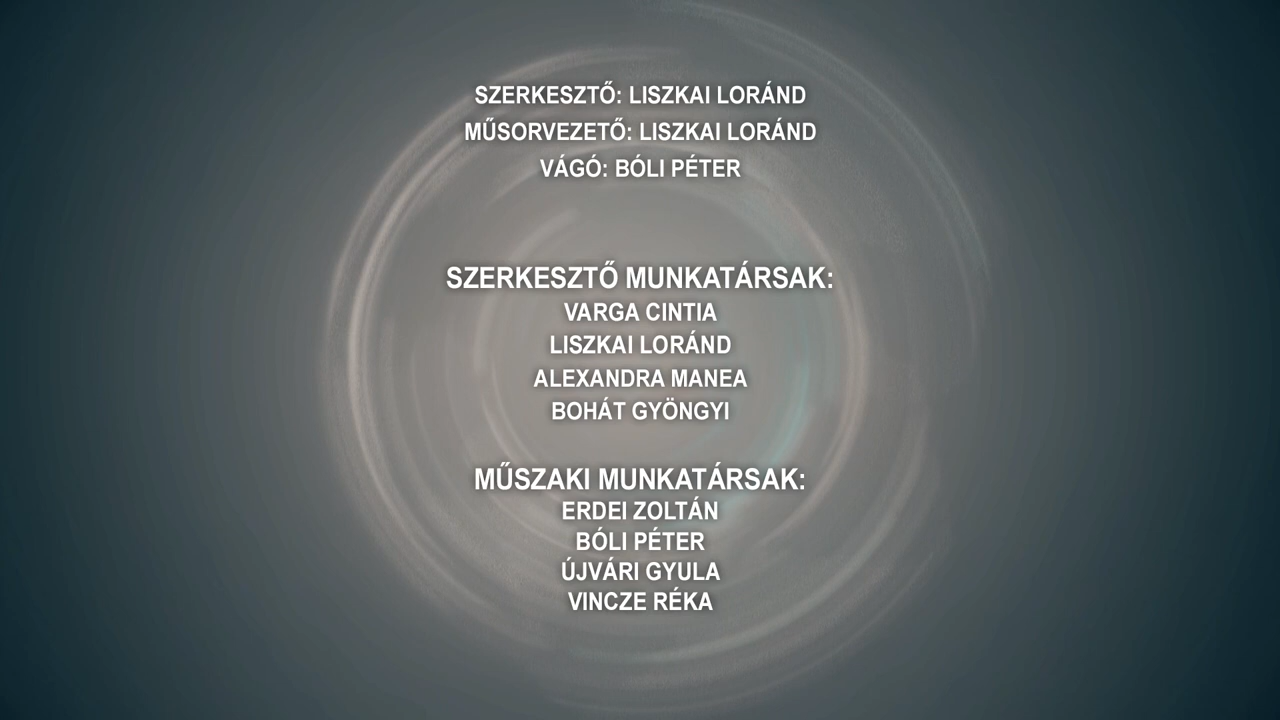 SZERKESZTŐ: LISZKAI LORÁND
MŰSORVEZETŐ: LISZKAI LORÁND
VÁGÓ: BÓLI PÉTER
SZERKESZTŐ MUNKATÁRSAK:
VARGA CINTIA
LISZKAI LORÁND
ALEXANDRA MANEA
BOHÁT GYÖNGYI
MŰSZAKI MUNKATÁRSAK:
ERDEI ZOLTÁN
BÓLI PÉTER
ÚJVÁRI GYULA
VINCZE RÉKA